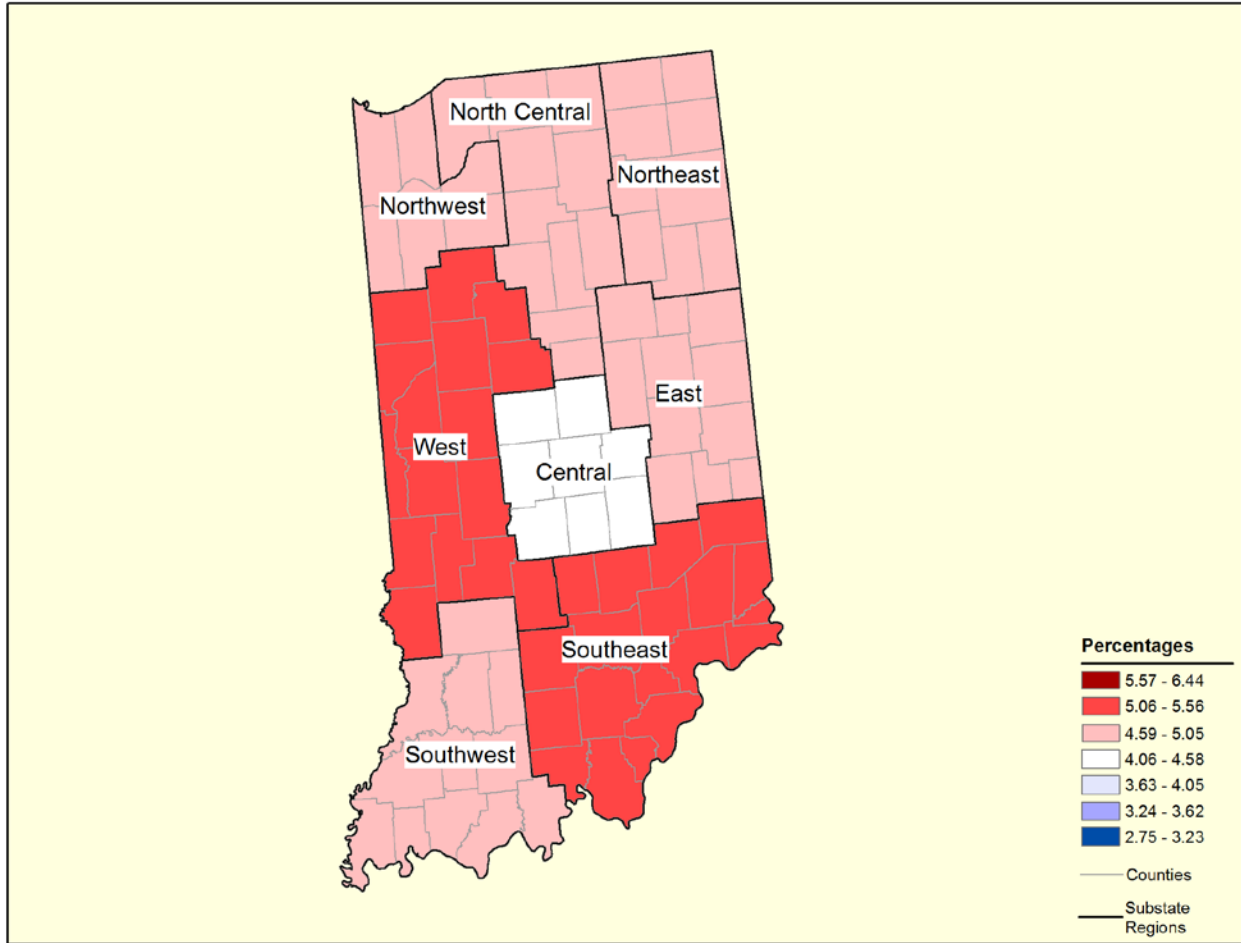 North Central
Northeast
Northwest
East
West
Central
Southeast
Southwest
Percentages
5.57 - 6.44
5.06 - 5.56
4.59 - 5.05
4.06 - 4.58
3.63 - 4.05
3.24 - 3.62
2.75 - 3.23
Counties
Substate
Regions